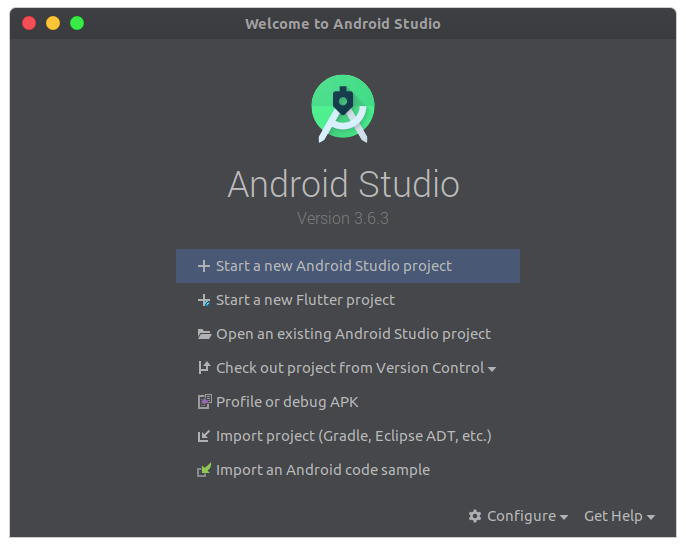 Welcome to Android Studio
Android Studio
Version 3.6.3
Start a new Android Studio project
Start a new Flutter project
Open an existing Android Studio project
Check out project from Version Control
Profile or debug APK
Import project (Gradle, Eclipse ADT, etc.)
Import an Android code sample
Configure Get Help